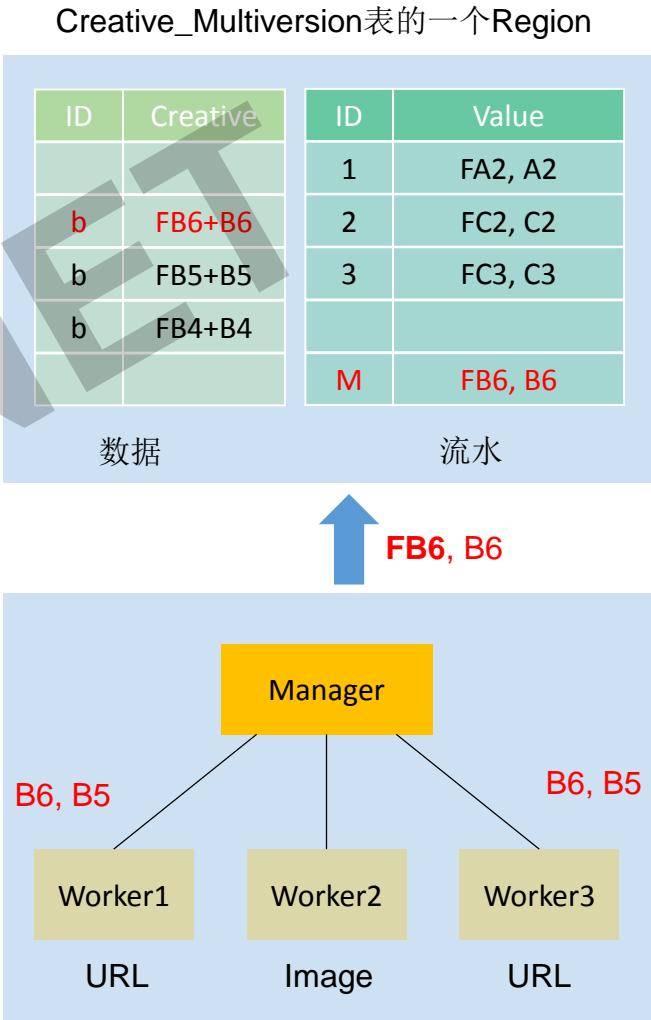 Creative_Multiversion表的一个Region
ID Creative
b FB6+B6
b FB5+B5
b FB4+B4
数据
ID Value
1 FA2, A2
2 FC2, C2
3 FC3, C3
M FB6, B6
流水
FB6, B6
Manager
B6, B5
B6, B5
Worker1 Worker2 Worker3
URL Image URL